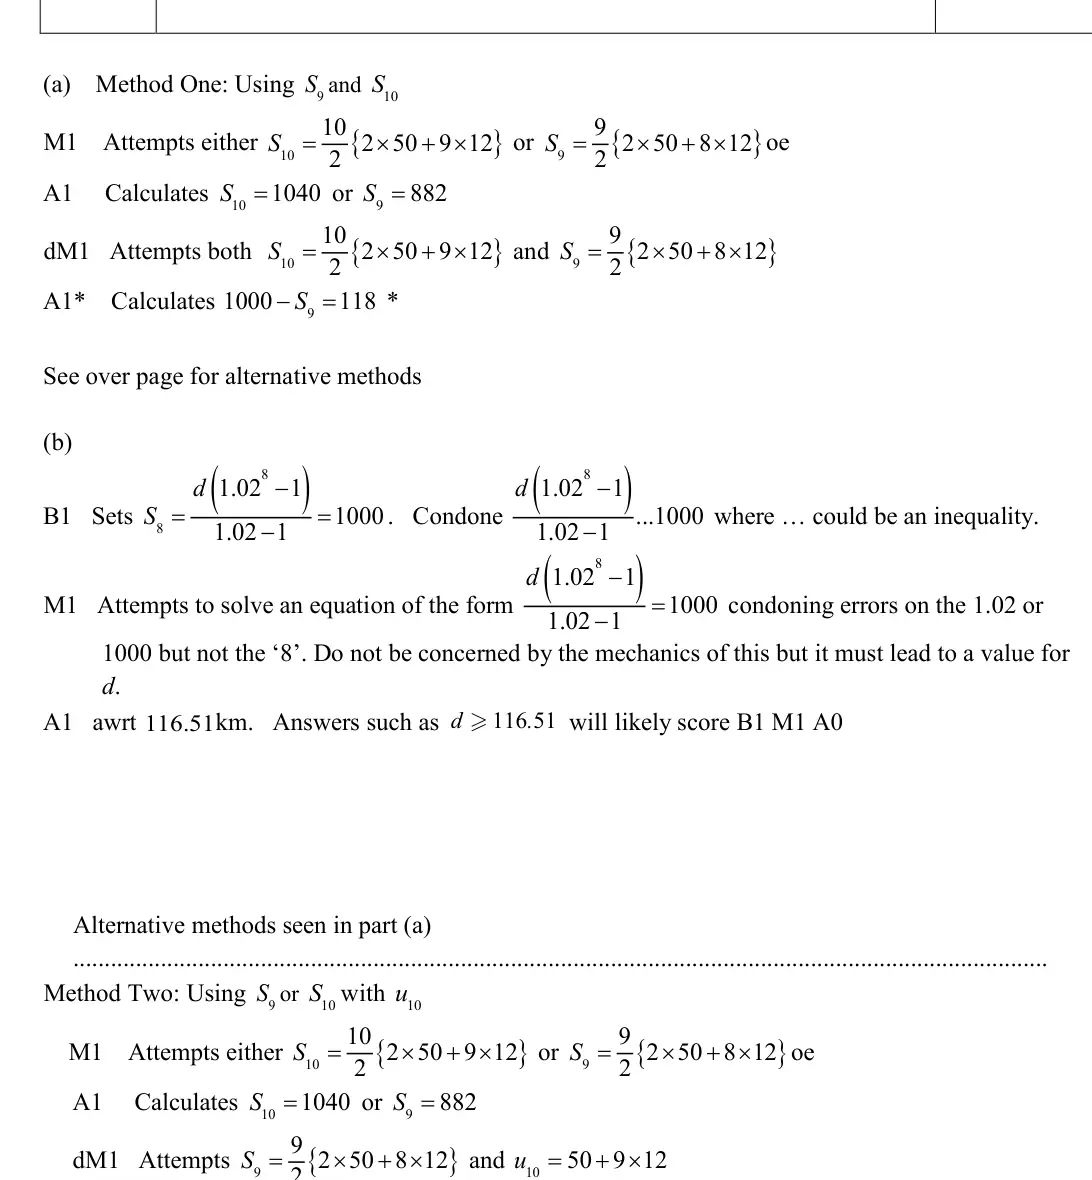 (a) Method One: Using S₉ and S₁₀
M1 Attempts either S₁₀ = 10/2 {2×50+9×12} or S₉ = 9/2 {2×50+8×12} oe
A1 Calculates S₁₀ = 1040 or S₉ = 882
dM1 Attempts both S₁₀ = 10/2 {2×50+9×12} and S₉ = 9/2 {2×50+8×12}
A1* Calculates 1000 − S₉ = 118 *
See over page for alternative methods
(b)
B1 Sets S₈ = d(1.02⁸ −1)/(1.02−1) = 1000. Condone d(1.02⁸ −1)/(1.02−1) ...1000 where … could be an inequality.
M1 Attempts to solve an equation of the form d(1.02⁸ −1)/(1.02−1) = 1000 condoning errors on the 1.02 or
1000 but not the ‘8’. Do not be concerned by the mechanics of this but it must lead to a value for
d.
A1 awrt 116.51km. Answers such as d ⩾ 116.51 will likely score B1 M1 A0
Alternative methods seen in part (a)
............................................................................................................................................................
Method Two: Using S₉ or S₁₀ with u₁₀
M1 Attempts either S₁₀ = 10/2 {2×50+9×12} or S₉ = 9/2 {2×50+8×12} oe
A1 Calculates S₁₀ = 1040 or S₉ = 882
dM1 Attempts S₉ = 9/2 {2×50+8×12} and u₁₀ = 50+9×12